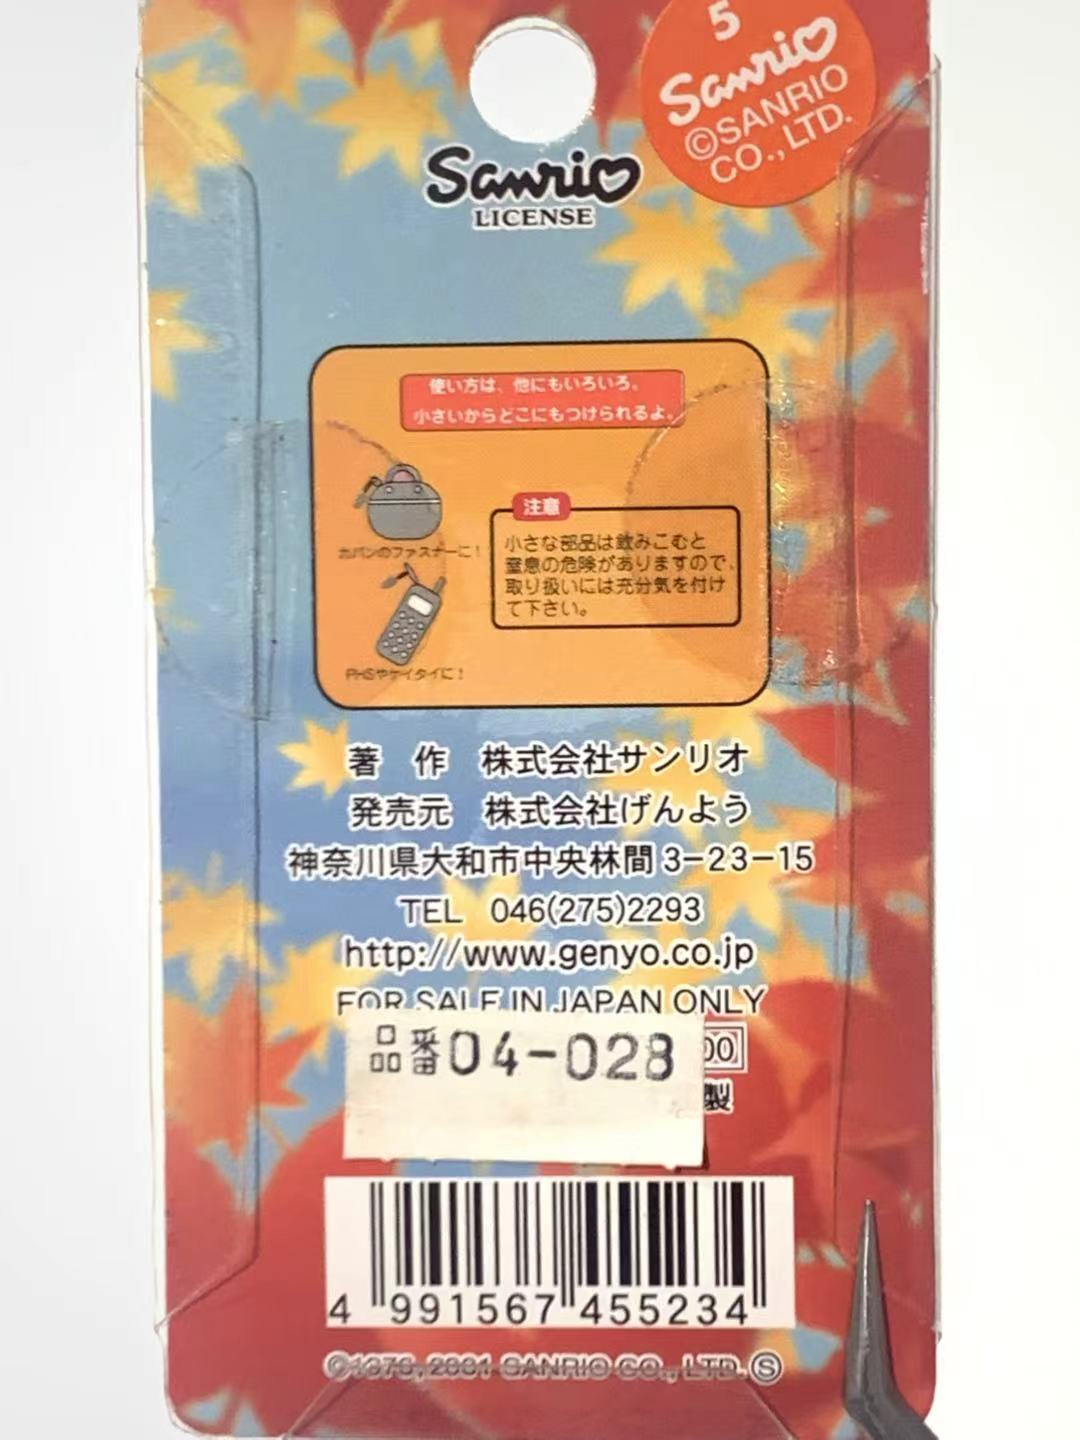 5
Sanrio
©SANRIO
CO.,LTD.
Sanrio
LICENSE
使い方は、他にもいろいろ。
小さいからどこにもつけられるよ。
カバンのファスナーに!
注意
小さな部品は飲みこむと
窒息の危険がありますので、
取り扱いには充分気を付け
て下さい。
PHSやケイタイに!
著 作 株式会社サンリオ
発売元 株式会社げんよう
神奈川県大和市中央林間3-23-15
TEL 046(275)2293
http://www.genyo.co.jp
FOR SALE IN JAPAN ONLY
品番04-028
00
製
4 991567 455234
©1976, 2001 SANRIO CO., LTD. Ⓢ